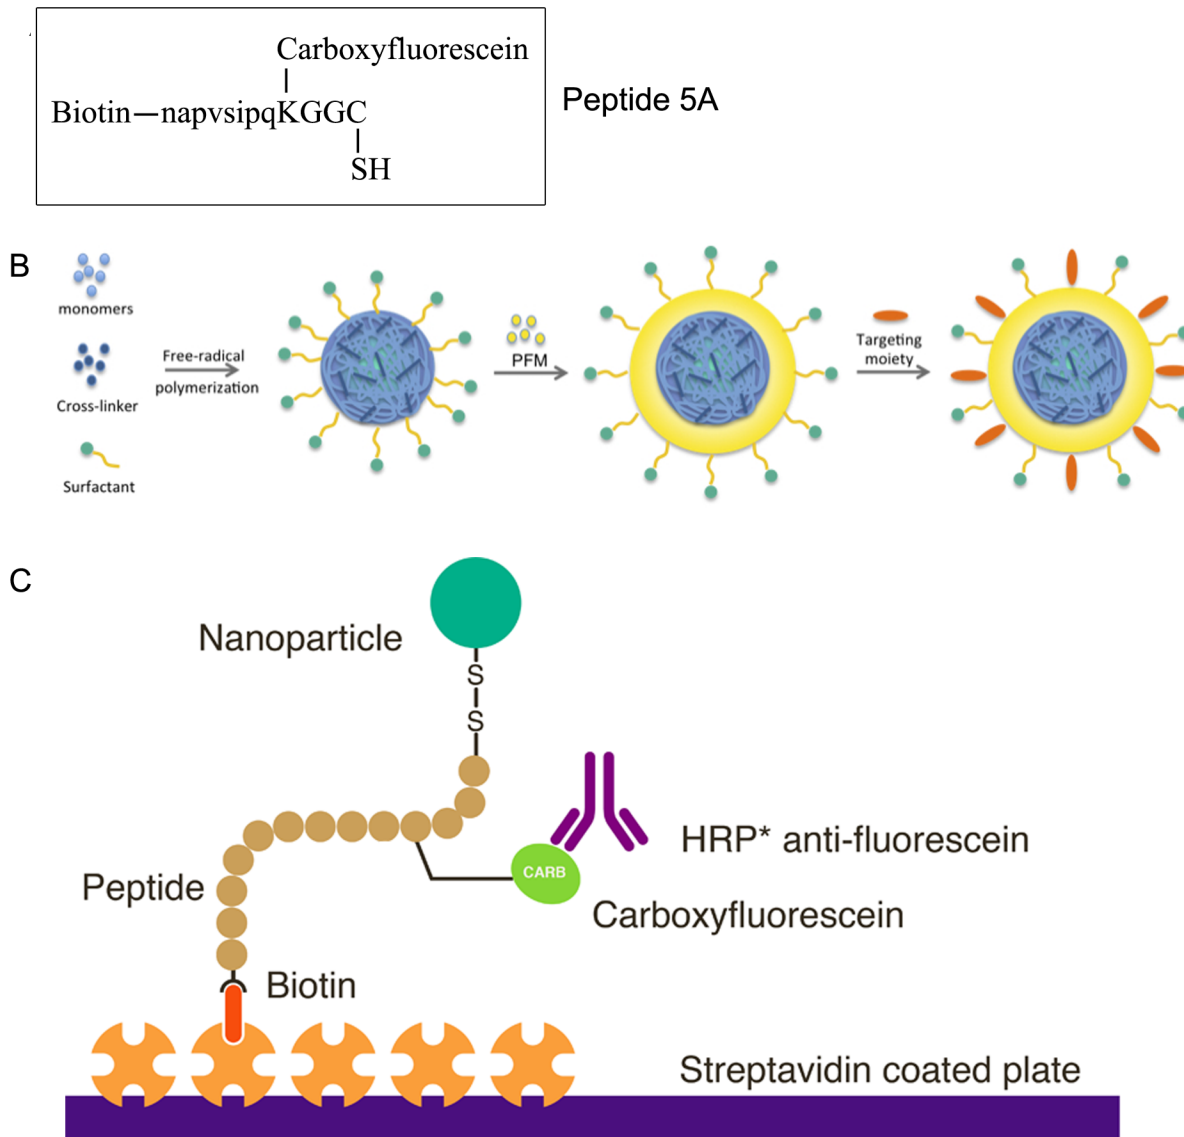 Carboxyfluorescein
Biotin—napvsipqKGGC
SH
Peptide 5A
B
monomers
Cross-linker
Surfactant
Free-radical
polymerization
PFM
Targeting
moiety
C
Nanoparticle
S
S
HRP* anti-fluorescein
CARB
Carboxyfluorescein
Peptide
Biotin
Streptavidin coated plate